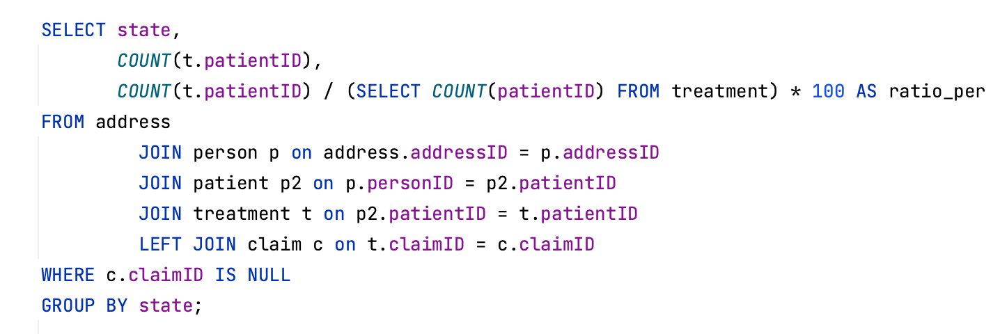 SELECT state,
COUNT(t.patientID),
COUNT(t.patientID) / (SELECT COUNT(patientID) FROM treatment) * 100 AS ratio_per
FROM address
JOIN person p on address.addressID = p.addressID
JOIN patient p2 on p.personID = p2.patientID
JOIN treatment t on p2.patientID = t.patientID
LEFT JOIN claim c on t.claimID = c.claimID
WHERE c.claimID IS NULL
GROUP BY state;